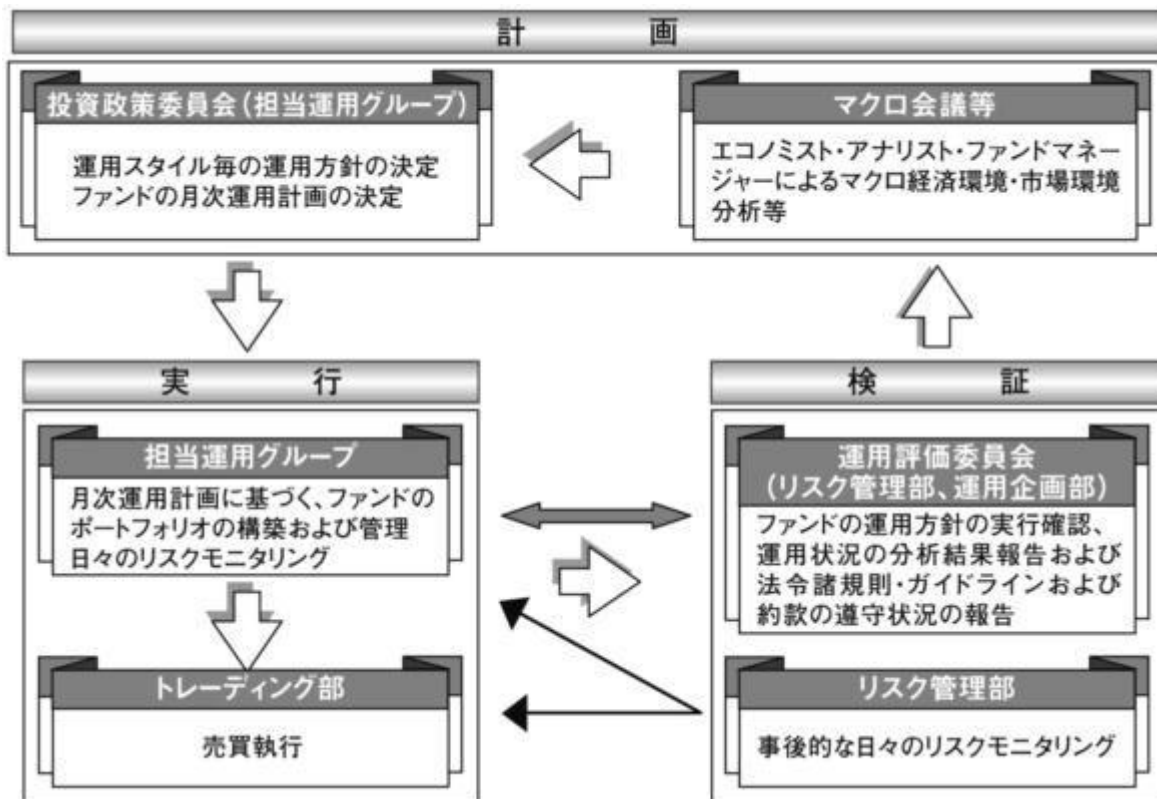 計画
投資政策委員会(担当運用グループ)
運用スタイル毎の運用方針の決定
ファンドの月次運用計画の決定
マクロ会議等
エコノミスト・アナリスト・ファンドマネー
ジャーによるマクロ経済環境・市場環境
分析等
実行
担当運用グループ
月次運用計画に基づく、ファンドの
ポートフォリオの構築および管理
日々のリスクモニタリング
トレーディング部
売買執行
検証
運用評価委員会
(リスク管理部、運用企画部)
ファンドの運用方針の実行確認、
運用状況の分析結果報告および
法令諸規則・ガイドラインおよび
約款の遵守状況の報告
リスク管理部
事後的な日々のリスクモニタリング